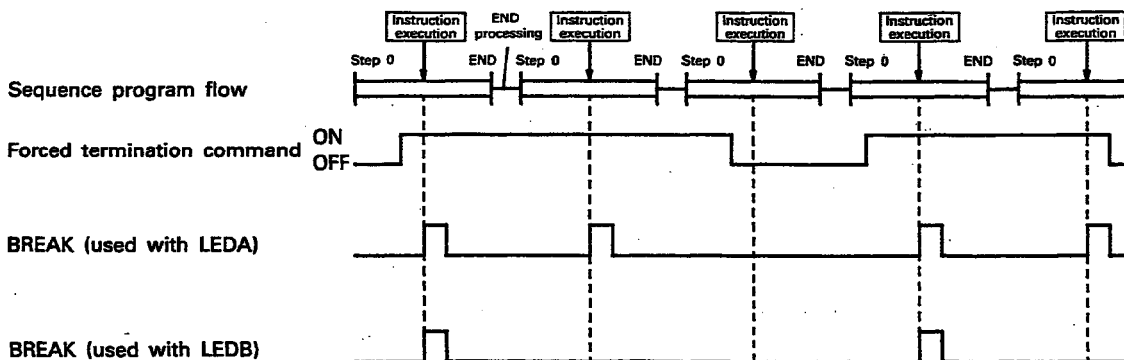 Instruction execution
END processing
Instruction execution
Instruction execution
Instruction execution
Instruction execution
Step 0 END Step 0 END Step 0 END Step 0 END Step 0
Sequence program flow
Forced termination command ON
OFF
BREAK (used with LEDA)
BREAK (used with LEDB)